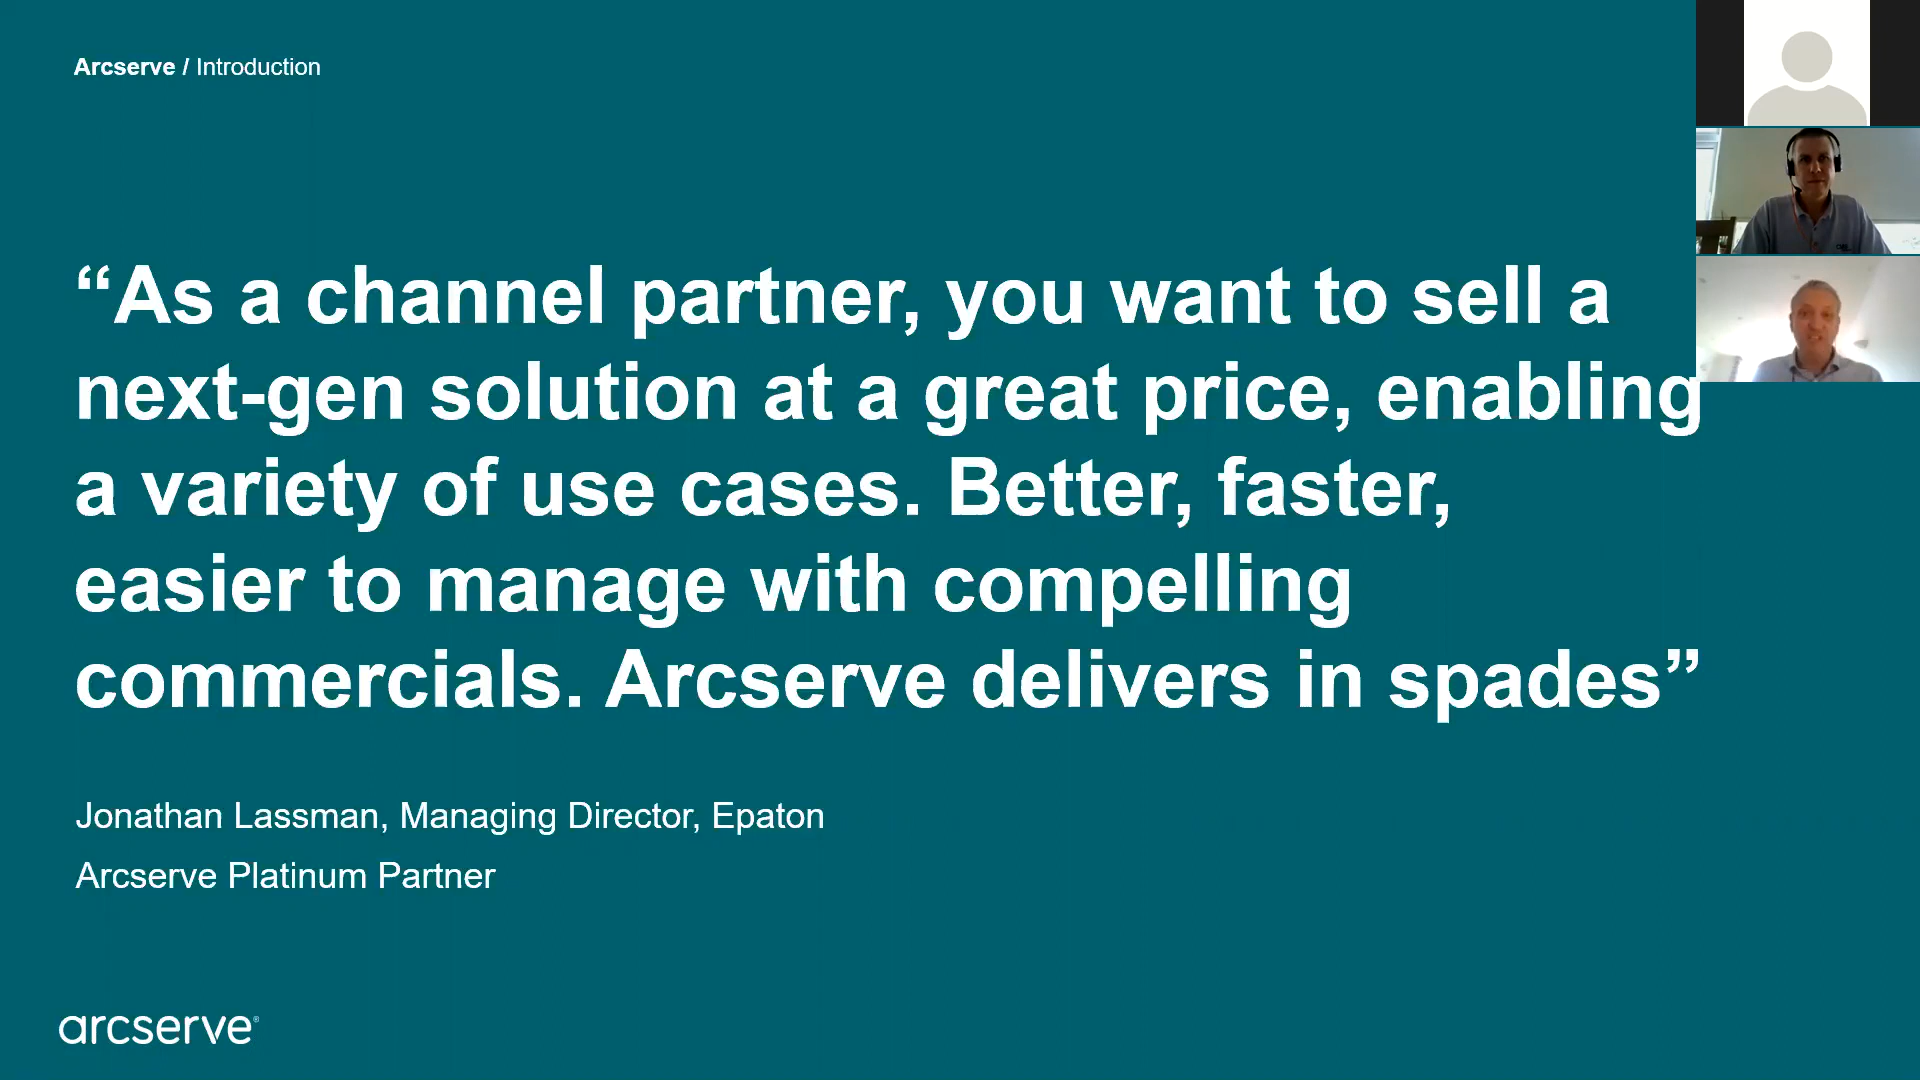 Arcserve / Introduction
“As a channel partner, you want to sell a
next-gen solution at a great price, enabling
a variety of use cases. Better, faster,
easier to manage with compelling
commercials. Arcserve delivers in spades”
Jonathan Lassman, Managing Director, Epaton
Arcserve Platinum Partner
arcserve®